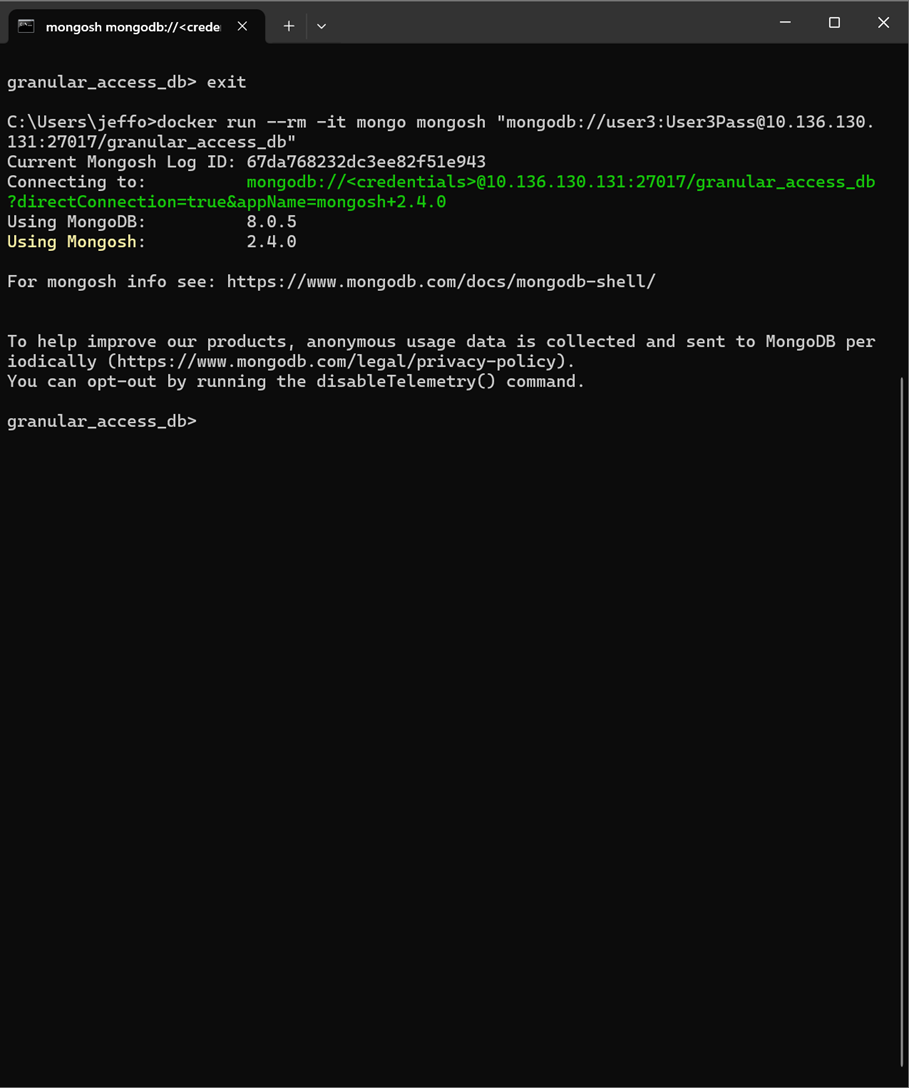 mongosh mongodb://<crede
granular_access_db> exit
C:\Users\jeffo>docker run --rm -it mongo mongosh "mongodb://user3:User3Pass@10.136.130.
131:27017/granular_access_db"
Current Mongosh Log ID: 67da768232dc3ee82f51e943
Connecting to:          mongodb://<credentials>@10.136.130.131:27017/granular_access_db
?directConnection=true&appName=mongosh+2.4.0
Using MongoDB:          8.0.5
Using Mongosh:          2.4.0
For mongosh info see: https://www.mongodb.com/docs/mongodb-shell/
To help improve our products, anonymous usage data is collected and sent to MongoDB per
iodically (https://www.mongodb.com/legal/privacy-policy).
You can opt-out by running the disableTelemetry() command.
granular_access_db>